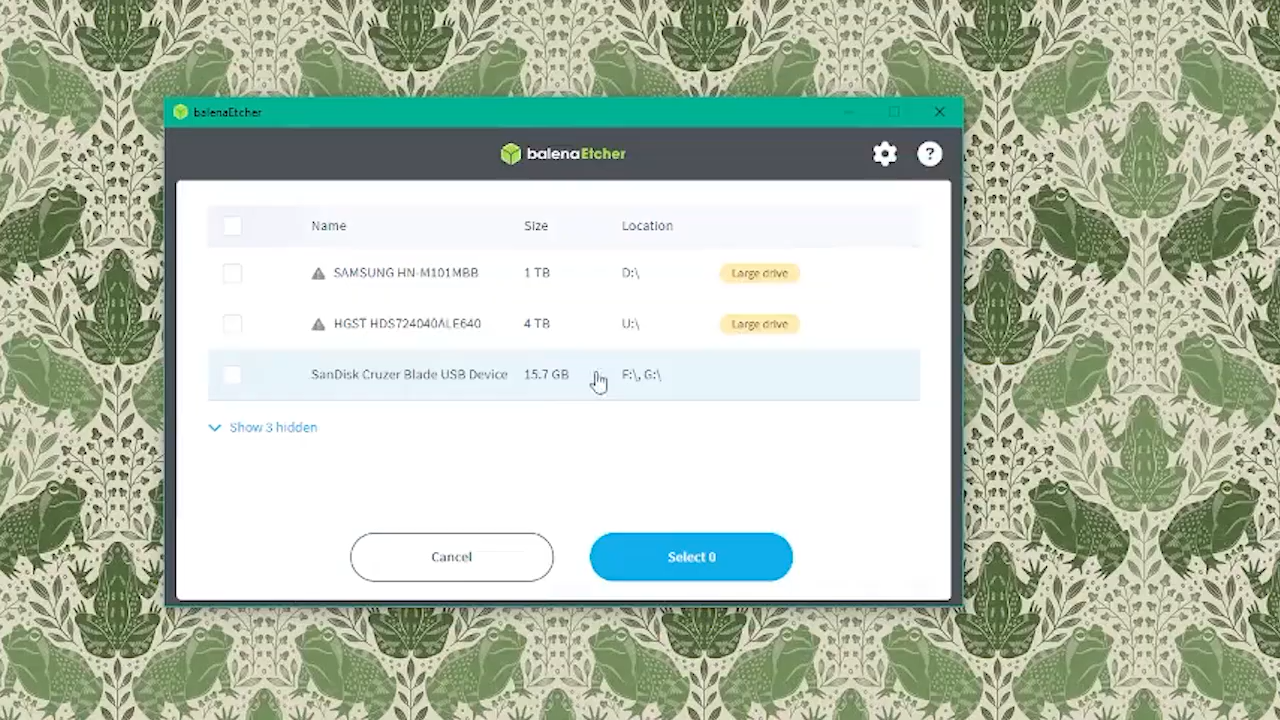 balenaEtcher
balenaEtcher
?
Name Size Location
SAMSUNG HN-M101MBB 1 TB D:\ Large drive
HGST HDS724040ALE640 4 TB U:\ Large drive
SanDisk Cruzer Blade USB Device 15.7 GB F:\, G:\
Show 3 hidden
Cancel Select 0